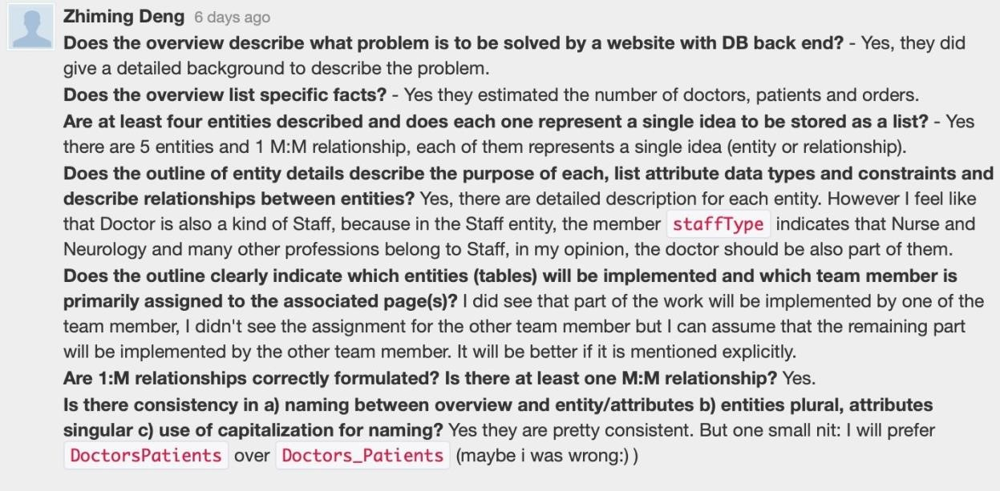 Zhiming Deng 6 days ago
Does the overview describe what problem is to be solved by a website with DB back end? - Yes, they did
give a detailed background to describe the problem.
Does the overview list specific facts? - Yes they estimated the number of doctors, patients and orders.
Are at least four entities described and does each one represent a single idea to be stored as a list? - Yes
there are 5 entities and 1 M:M relationship, each of them represents a single idea (entity or relationship).
Does the outline of entity details describe the purpose of each, list attribute data types and constraints and
describe relationships between entities? Yes, there are detailed description for each entity. However I feel like
that Doctor is also a kind of Staff, because in the Staff entity, the member staffType indicates that Nurse and
Neurology and many other professions belong to Staff, in my opinion, the doctor should be also part of them.
Does the outline clearly indicate which entities (tables) will be implemented and which team member is
primarily assigned to the associated page(s)? I did see that part of the work will be implemented by one of the
team member, I didn't see the assignment for the other team member but I can assume that the remaining part
will be implemented by the other team member. It will be better if it is mentioned explicitly.
Are 1:M relationships correctly formulated? Is there at least one M:M relationship? Yes.
Is there consistency in a) naming between overview and entity/attributes b) entities plural, attributes
singular c) use of capitalization for naming? Yes they are pretty consistent. But one small nit: I will prefer
DoctorsPatients over Doctors_Patients (maybe i was wrong:) )